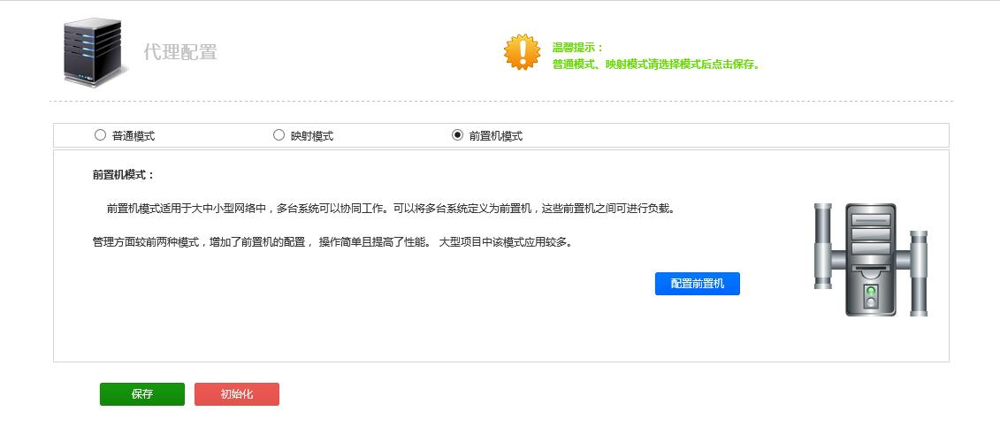 代理配置
温馨提示：
普通模式、映射模式请选择模式后点击保存。
普通模式 映射模式 前置机模式
前置机模式：
前置机模式适用于大中小型网络中，多台系统可以协同工作。可以将多台系统定义为前置机，这些前置机之间可进行负载。
管理方面较前两种模式，增加了前置机的配置， 操作简单且提高了性能。 大型项目中该模式应用较多。
配置前置机
保存 初始化